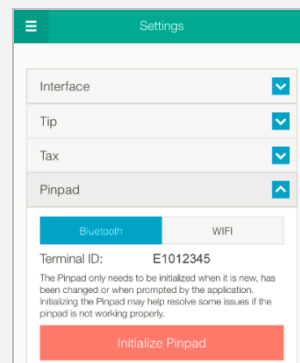 Settings
Interface
Tip
Tax
Pinpad
Bluetooth WIFI
Terminal ID: E1012345
The Pinpad only needs to be initialized when it is new, has
been changed or when prompted by the application.
Initializing the Pinpad may help resolve some issues if the
pinpad is not working properly.
Initialize Pinpad